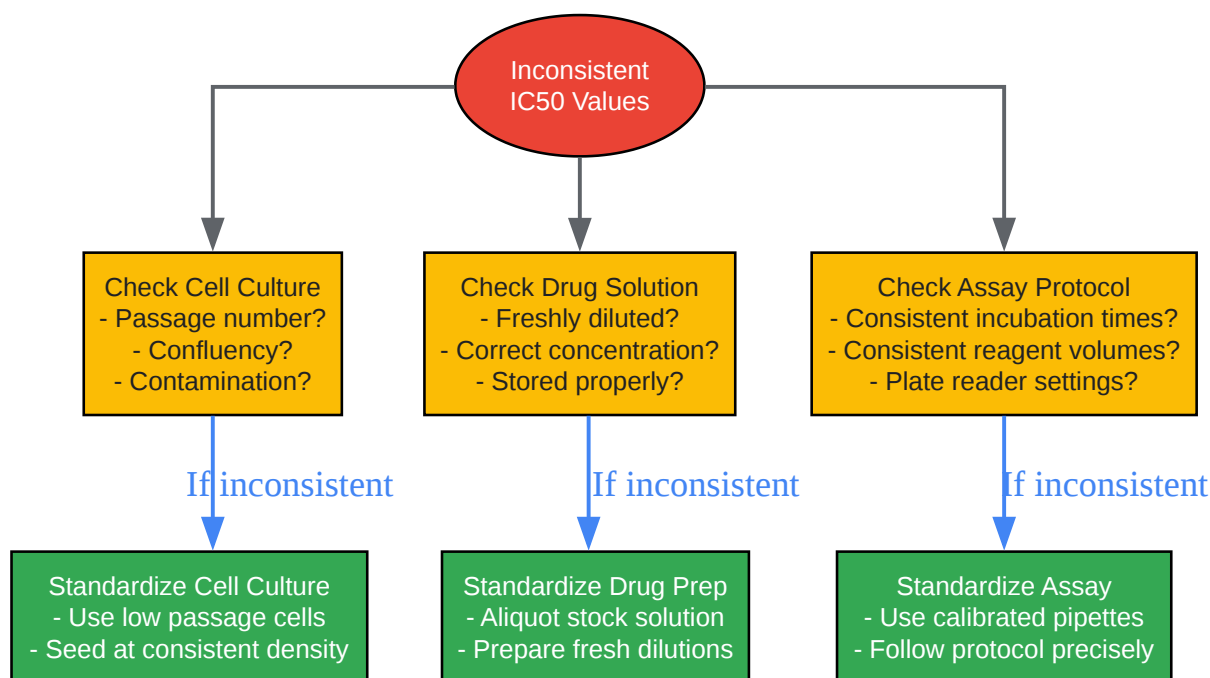 Inconsistent
IC50 Values
Check Cell Culture
- Passage number?
- Confluency?
- Contamination?
Check Drug Solution
- Freshly diluted?
- Correct concentration?
- Stored properly?
Check Assay Protocol
- Consistent incubation times?
- Consistent reagent volumes?
- Plate reader settings?
If inconsistent
If inconsistent
If inconsistent
Standardize Cell Culture
- Use low passage cells
- Seed at consistent density
Standardize Drug Prep
- Aliquot stock solution
- Prepare fresh dilutions
Standardize Assay
- Use calibrated pipettes
- Follow protocol precisely